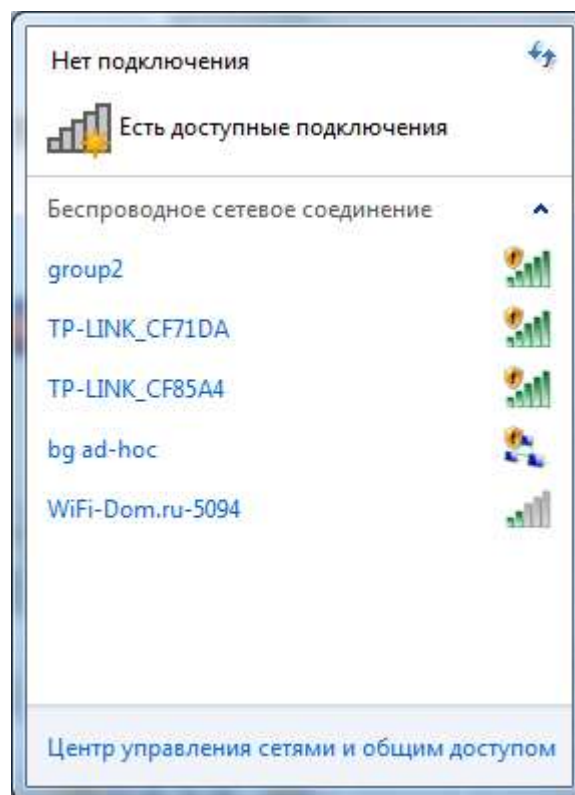 Нет подключения
Есть доступные подключения
Беспроводное сетевое соединение
group2
TP-LINK_CF71DA
TP-LINK_CF85A4
bg ad-hoc
WiFi-Dom.ru-5094
Центр управления сетями и общим доступом